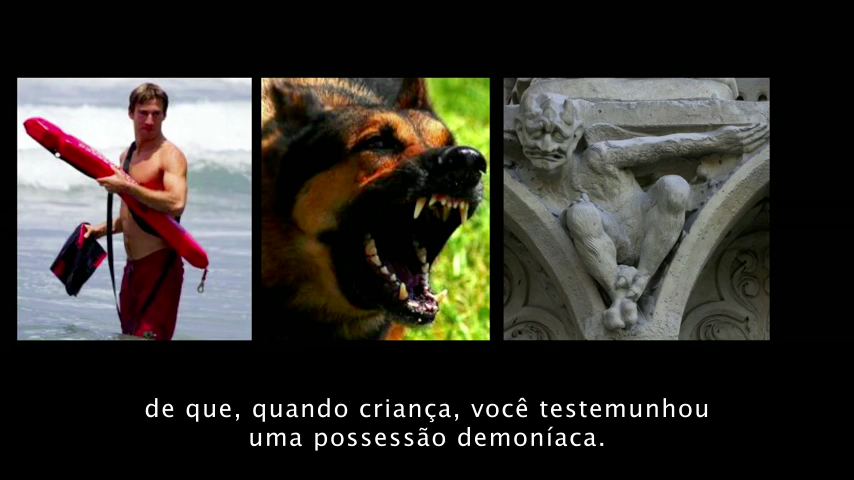 de que, quando criança, você testemunhou
uma possessão demoníaca.